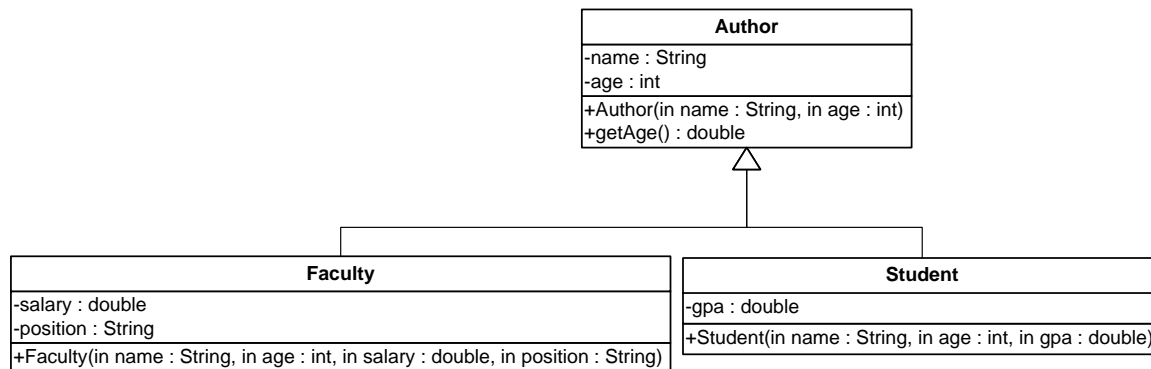 Author
-name : String
-age : int
+Author(in name : String, in age : int)
+getAge() : double
Faculty
-salary : double
-position : String
+Faculty(in name : String, in age : int, in salary : double, in position : String)
Student
-gpa : double
+Student(in name : String, in age : int, in gpa : double)